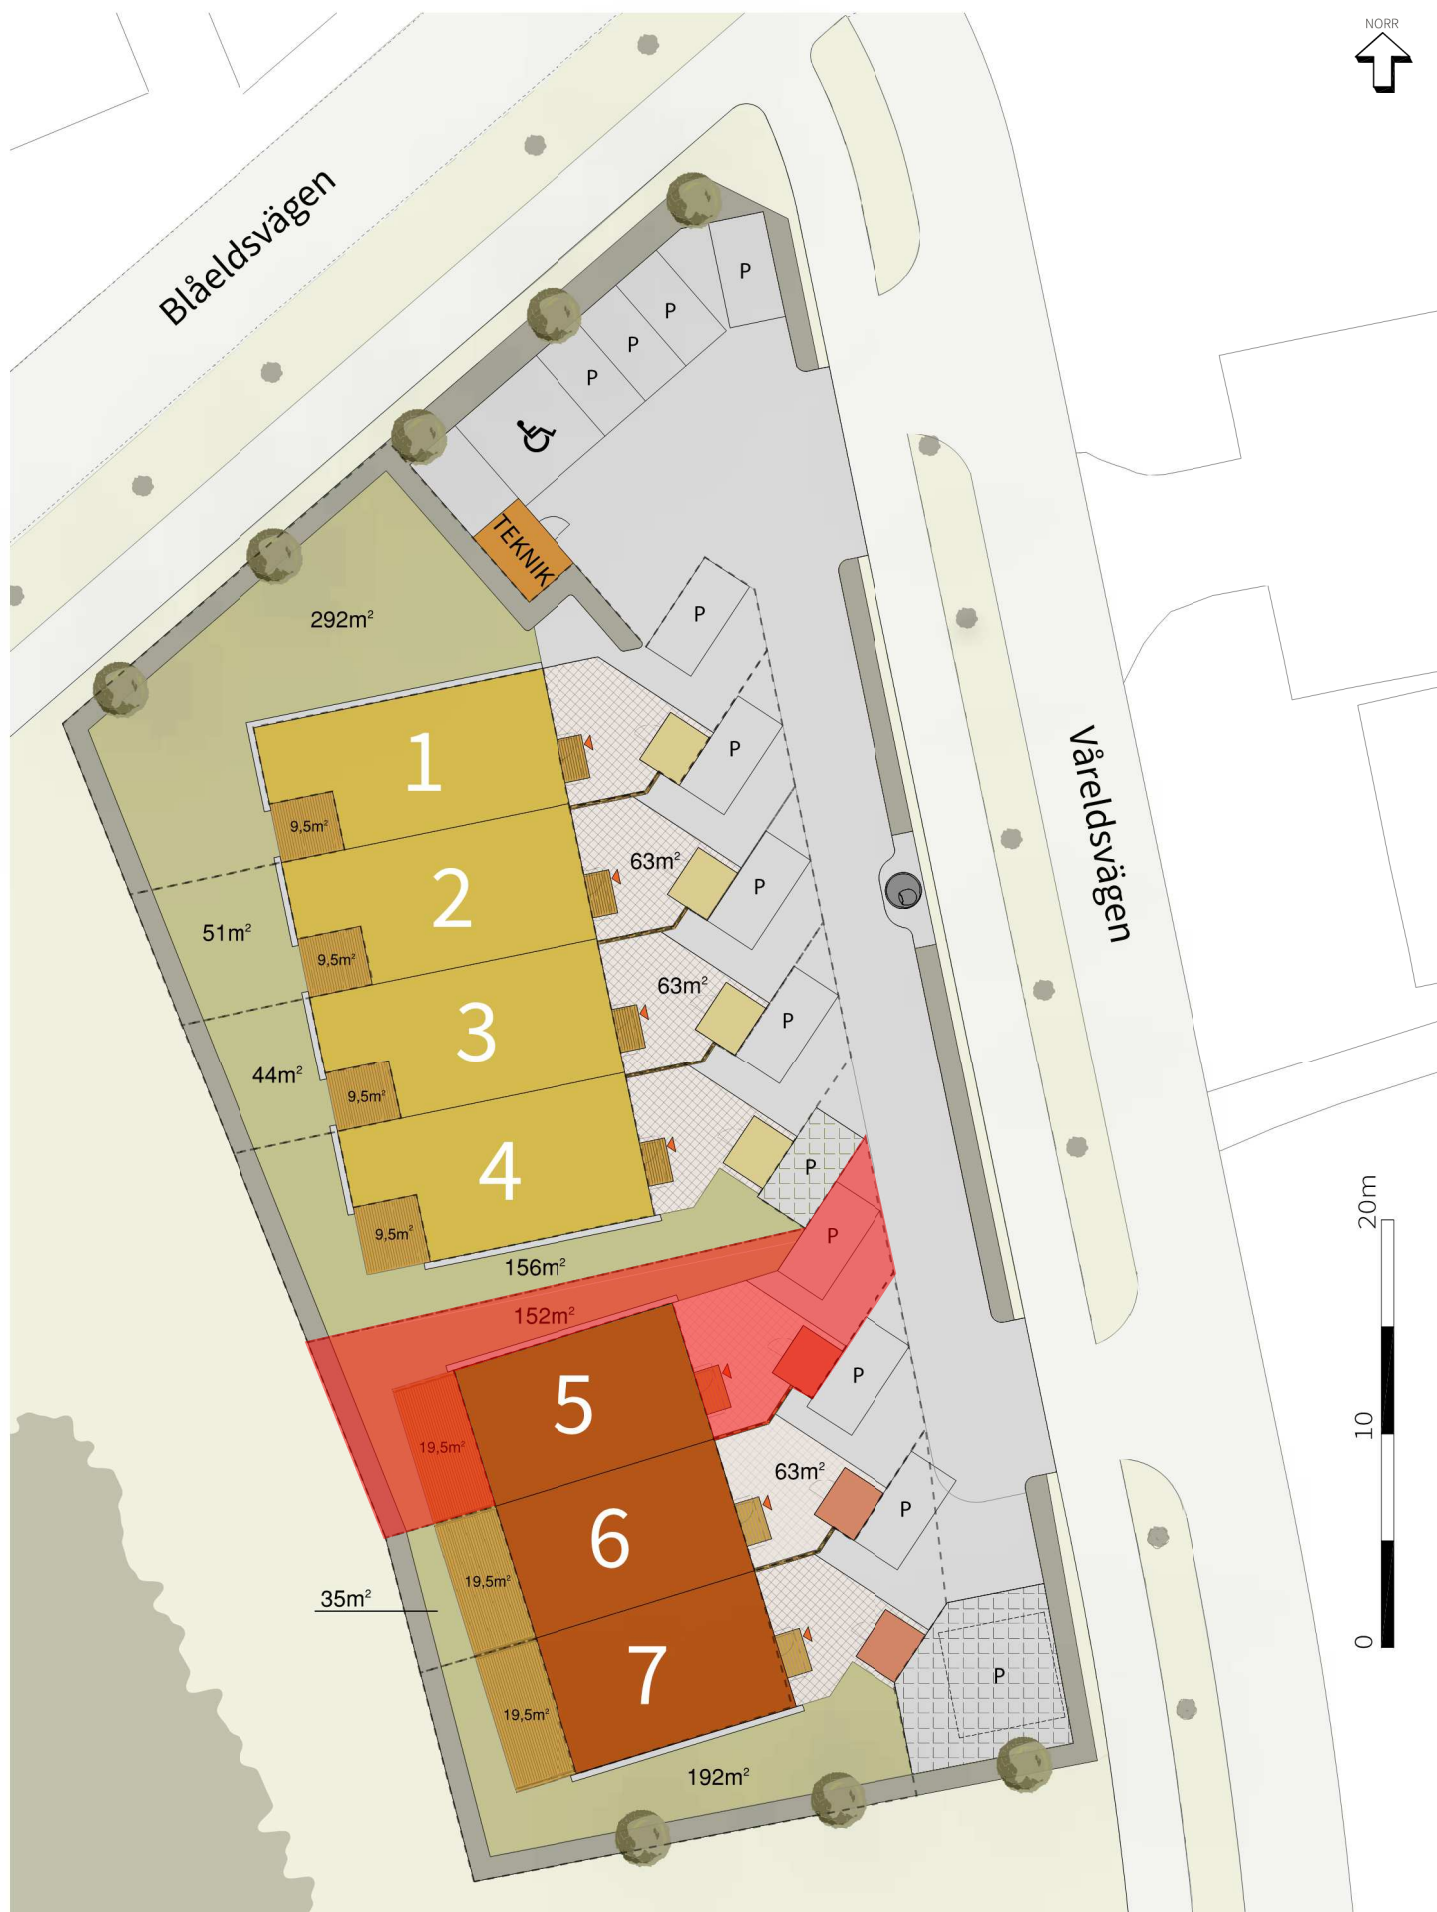 NORR
Blåeldsvägen
P
P
P
P
TEKNIK
292m²
P
1
P
9,5m²
2
63m²
P
51m²
9,5m²
3
63m²
P
44m²
9,5m²
4
P
9,5m²
156m²
Våreldsvägen
152m²
P
5
P
19,5m²
63m²
6
P
19,5m²
35m²
7
P
19,5m²
192m²
20m
10
0